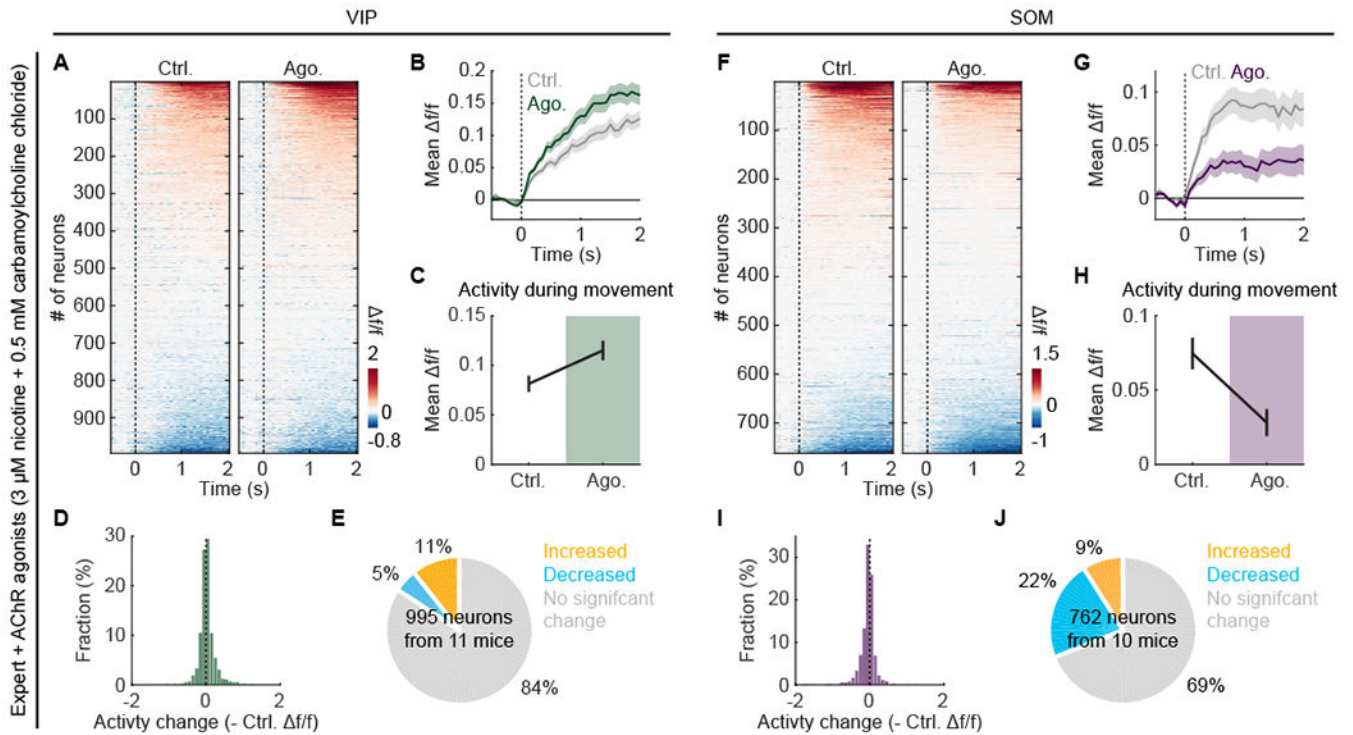 VIP
SOM
Expert + AChR agonists (3 µM nicotine + 0.5 mM carbamoylcholine chloride)
A
Ctrl.
Ago.
# of neurons
100
200
300
400
500
600
700
800
900
0
1
2
0
1
2
Time (s)
Δf/f
2
0
-0.8
B
Ctrl.
Ago.
Mean Δf/f
0.2
0.15
0.1
0.05
0
0
1
2
Time (s)
C
Activity during movement
Mean Δf/f
0.15
0.1
0.05
0
Ctrl.
Ago.
D
Fraction (%)
30
20
10
0
-2
0
2
Activty change (- Ctrl. Δf/f)
E
11%
5%
84%
995 neurons
from 11 mice
Increased
Decreased
No signifcant
change
F
Ctrl.
Ago.
# of neurons
100
200
300
400
500
600
700
0
1
2
0
1
2
Time (s)
Δf/f
1.5
0
-1
G
Ctrl. Ago.
Mean Δf/f
0.1
0.05
0
0
1
2
Time (s)
H
Activity during movement
Mean Δf/f
0.1
0.05
0
Ctrl.
Ago.
I
Fraction (%)
30
20
10
0
-2
0
2
Activty change (- Ctrl. Δf/f)
J
9%
22%
69%
762 neurons
from 10 mice
Increased
Decreased
No signifcant
change